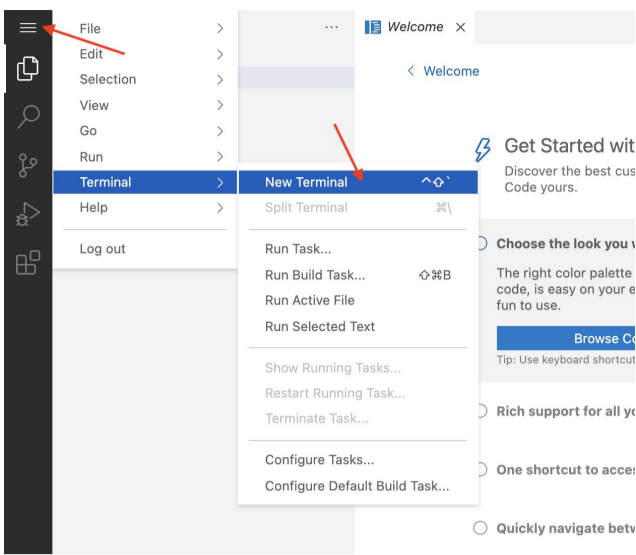 File
Edit
Selection
View
Go
Run
Terminal
Help
Log out
New Terminal ^⇧`
Split Terminal ⌘\
Run Task...
Run Build Task... ⇧⌘B
Run Active File
Run Selected Text
Show Running Tasks...
Restart Running Task...
Terminate Task...
Configure Tasks...
Configure Default Build Task...
Welcome
Welcome
Get Started wit
Discover the best cus
Code yours.
Choose the look you
The right color palette
code, is easy on your e
fun to use.
Browse Co
Tip: Use keyboard shortcut
Rich support for all yo
One shortcut to acces
Quickly navigate betw